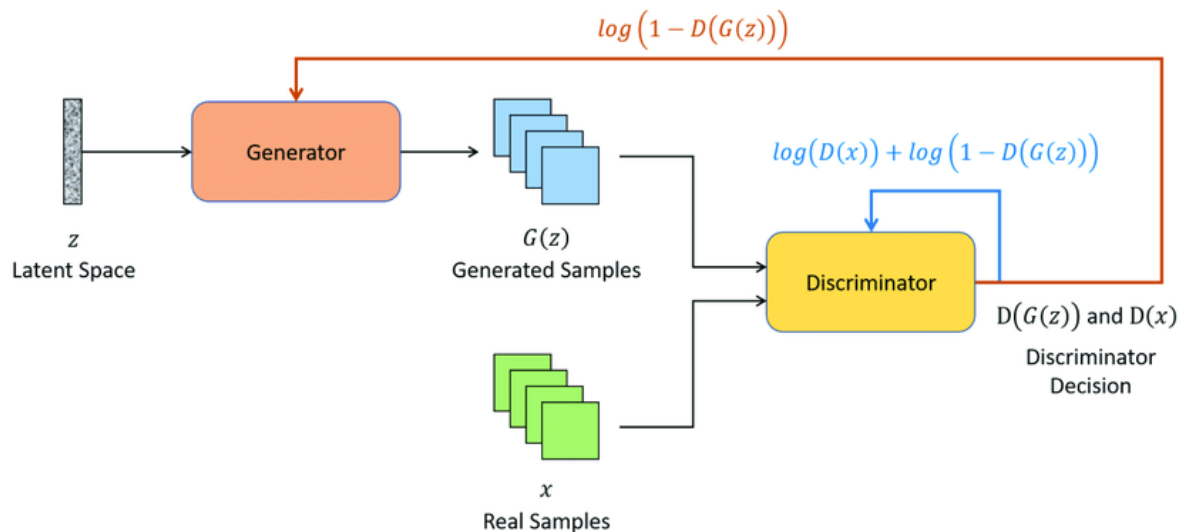 log(1 − D(G(z)))
Generator
log(D(x)) + log(1 − D(G(z)))
z
Latent Space
G(z)
Generated Samples
Discriminator
D(G(z)) and D(x)
Discriminator
Decision
x
Real Samples